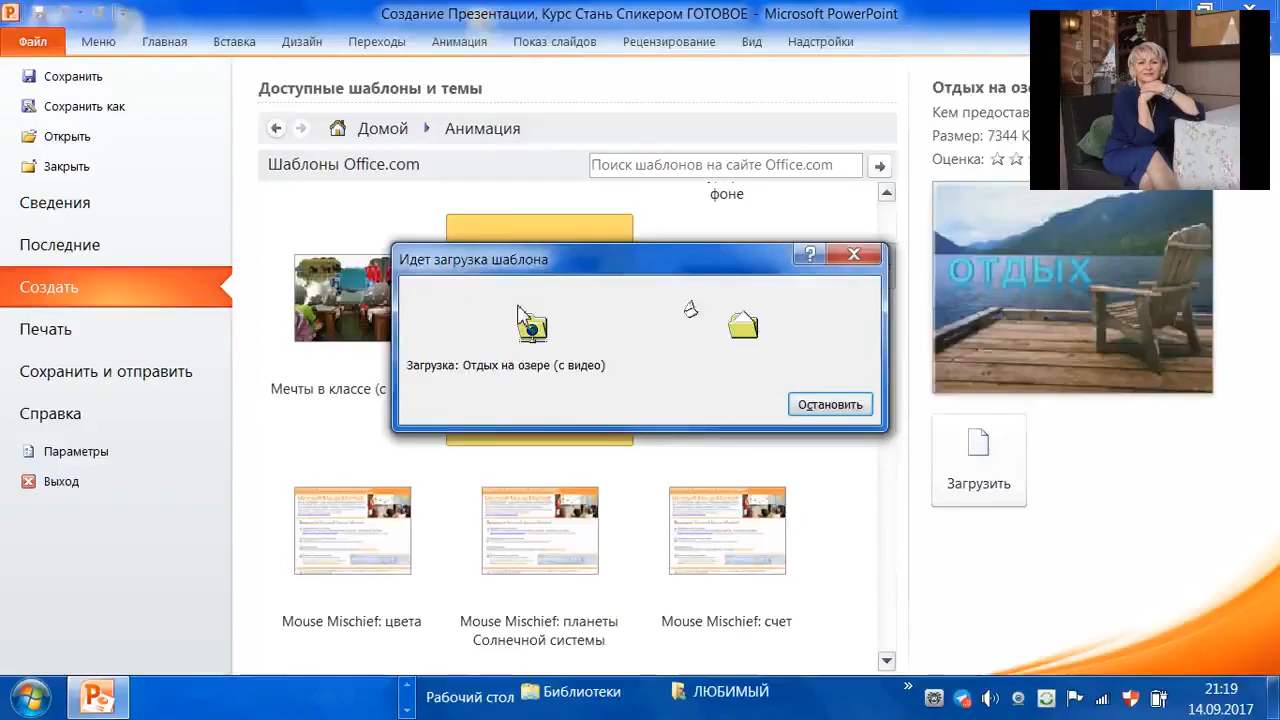 Создание Презентации, Курс Стань Спикером ГОТОВОЕ - Microsoft PowerPoint
Файл Меню Главная Вставка Дизайн Переходы Анимация Показ слайдов Рецензирование Вид Надстройки
Сохранить
Сохранить как
Открыть
Закрыть
Сведения
Последние
Создать
Печать
Сохранить и отправить
Справка
Параметры
Выход
Доступные шаблоны и темы
Домой Анимация
Шаблоны Office.com
Поиск шаблонов на сайте Office.com
фоне
Идет загрузка шаблона
Загрузка: Отдых на озере (с видео)
Остановить
Мечты в классе (с
Mouse Mischief: цвета
Mouse Mischief: планеты
Солнечной системы
Mouse Mischief: счет
Отдых на
Кем
Размер: 7344
Оценка:
ОТДЫХ
Загрузить
Рабочий стол
Библиотеки
ЛЮБИМЫЙ
21:19
14.09.2017